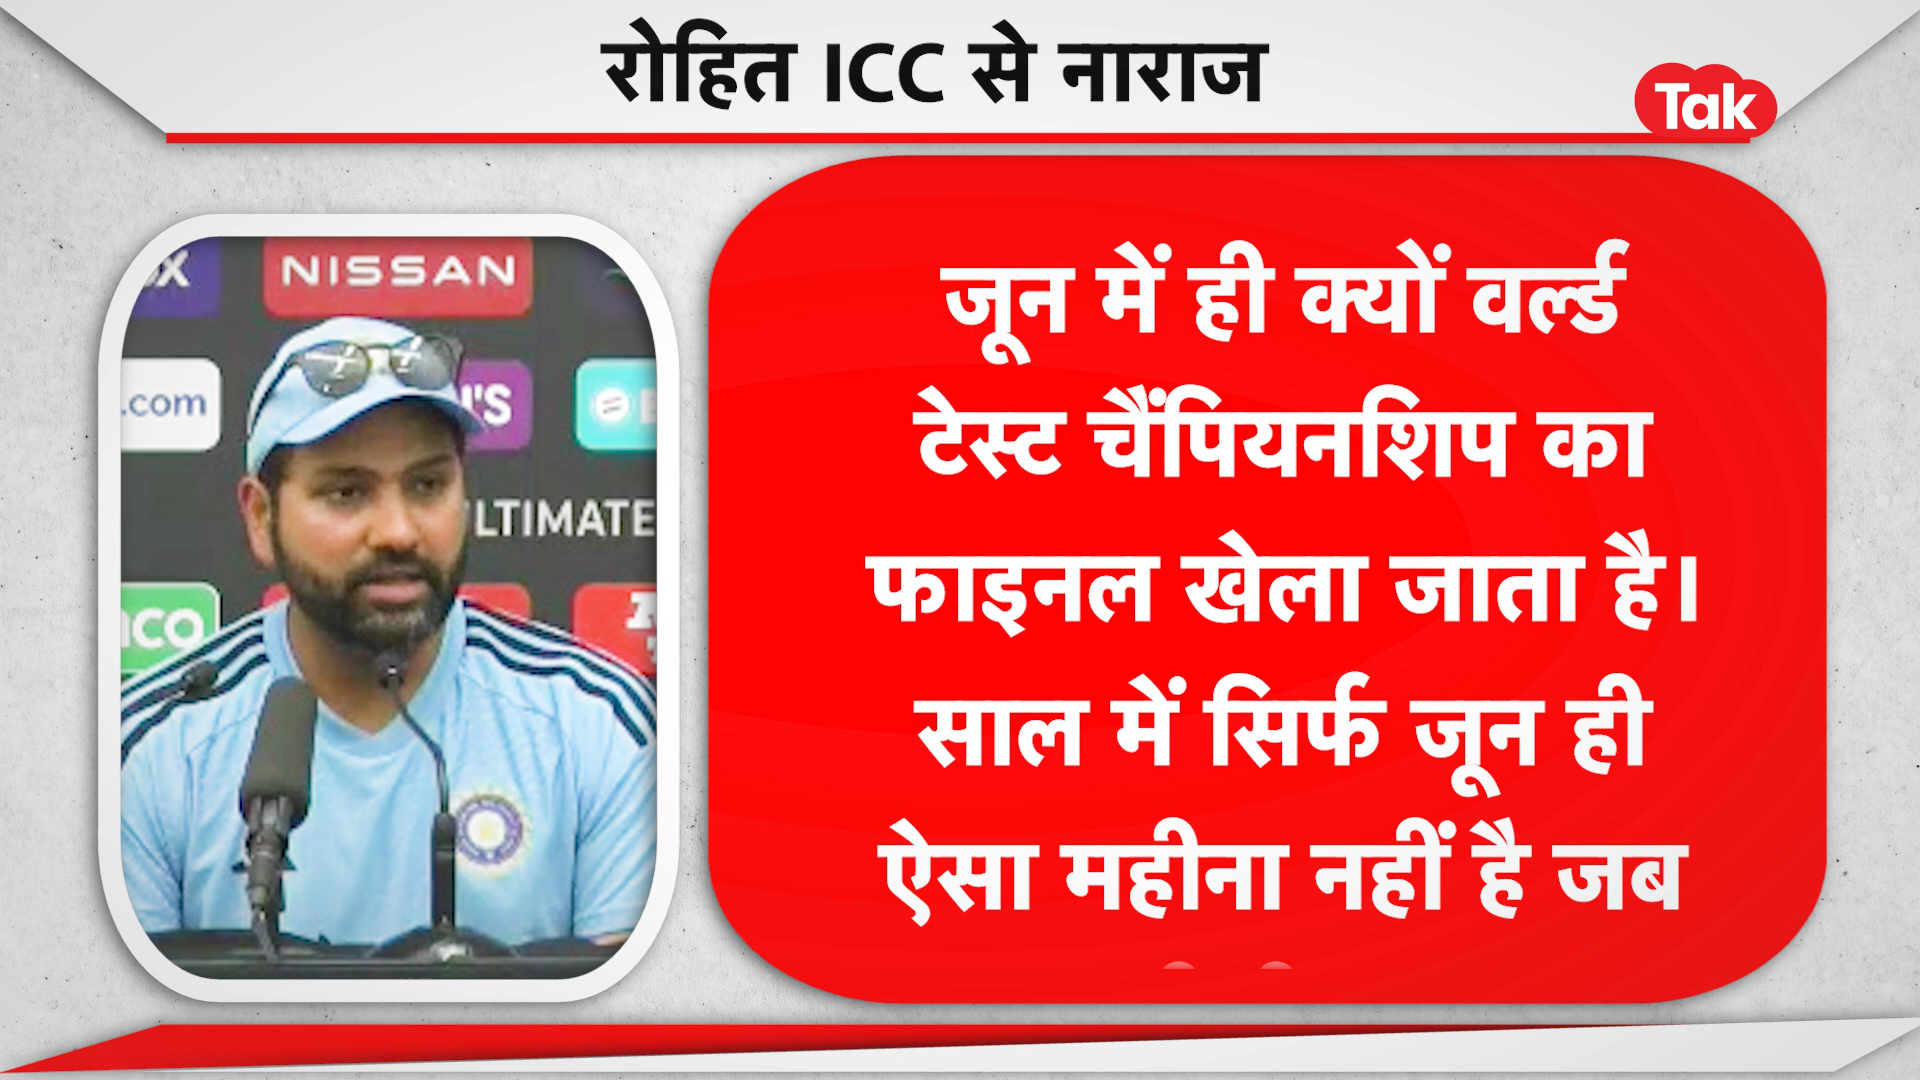 रोहित ICC से नाराज
Tak
NISSAN
.com
LTIMATE
जून में ही क्यों वर्ल्ड
टेस्ट चैंपियनशिप का
फाइनल खेला जाता है।
साल में सिर्फ जून ही
ऐसा महीना नहीं है जब